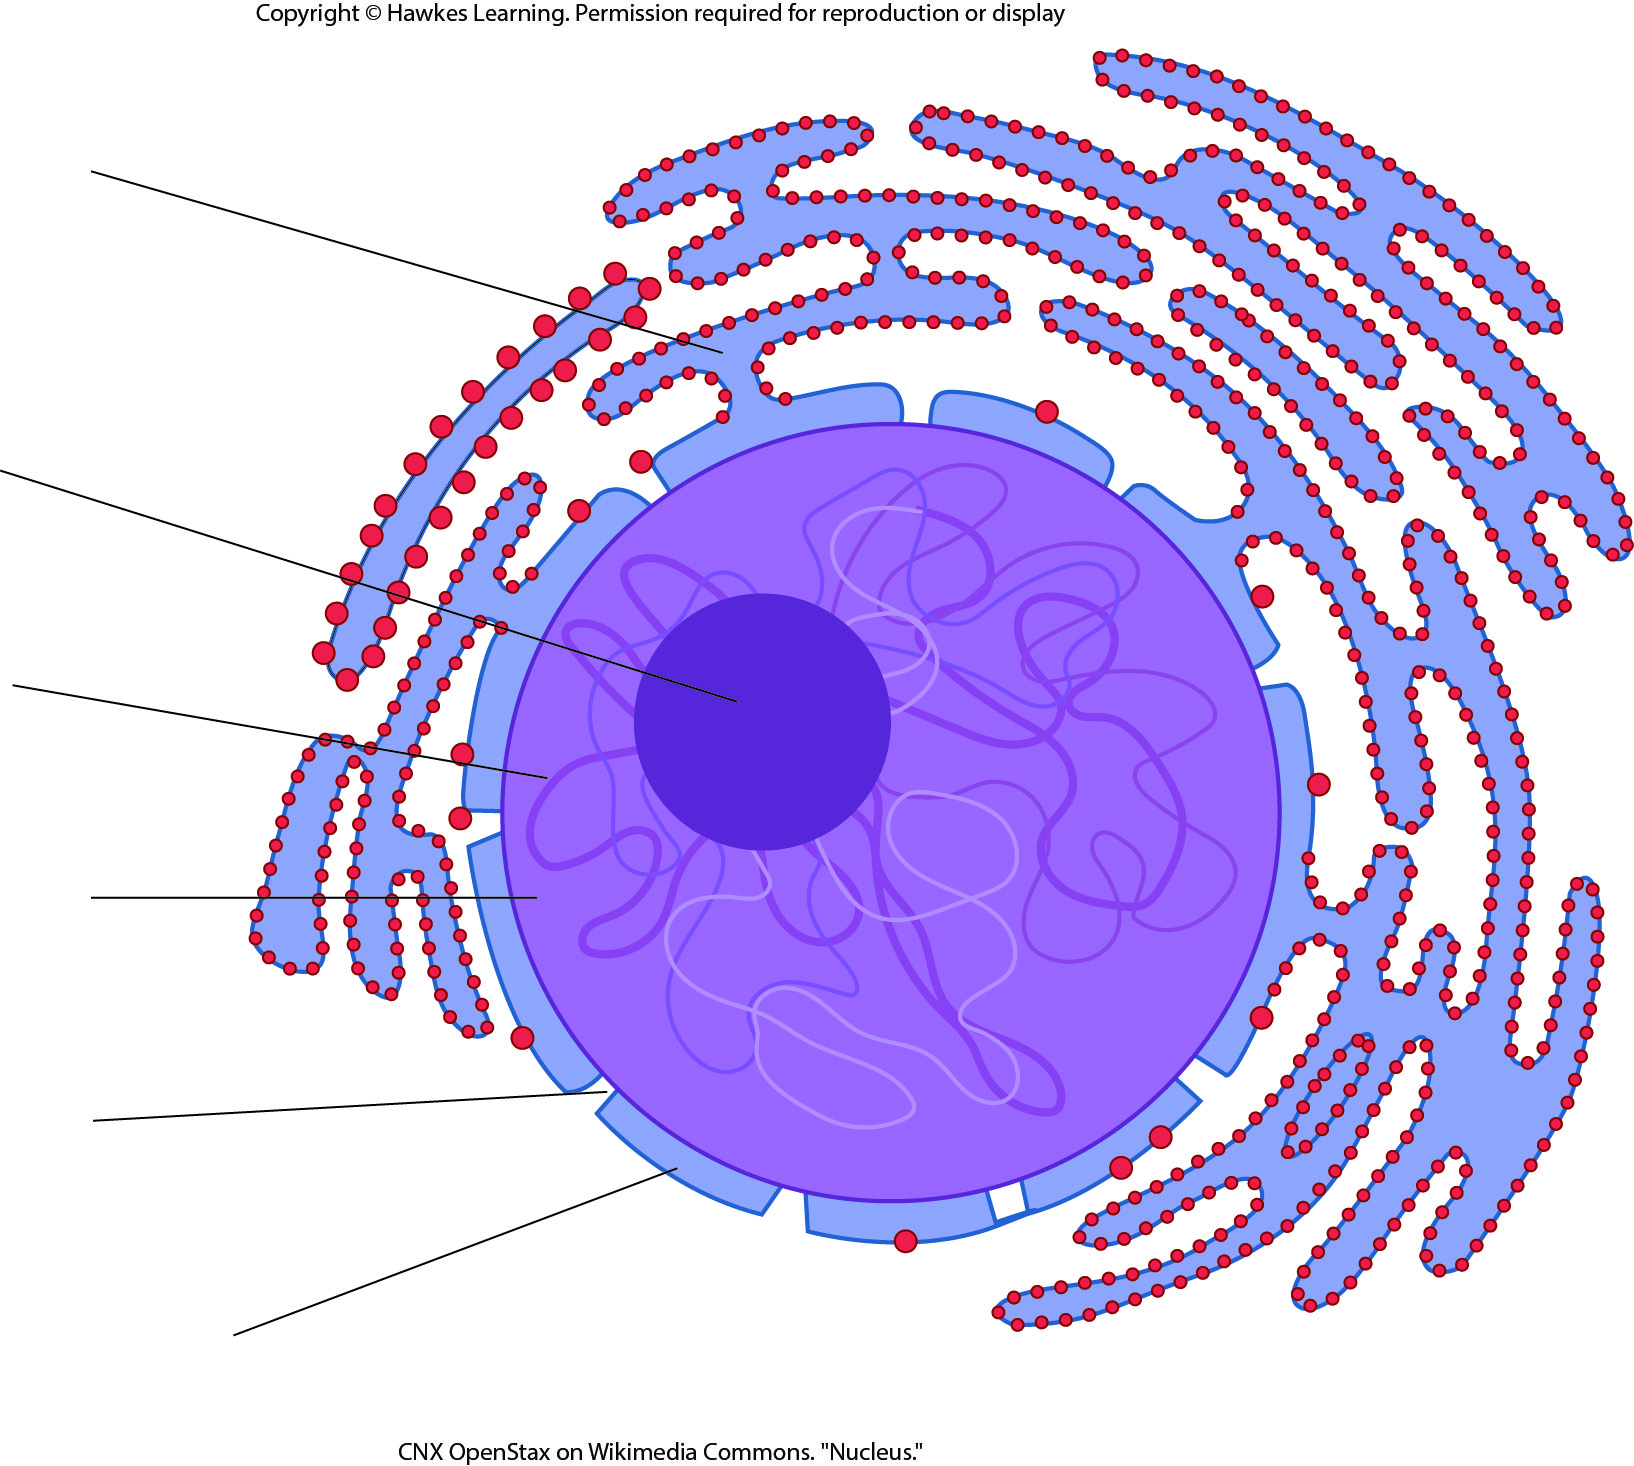 Copyright © Hawkes Learning. Permission required for reproduction or display
CNX OpenStax on Wikimedia Commons. "Nucleus."